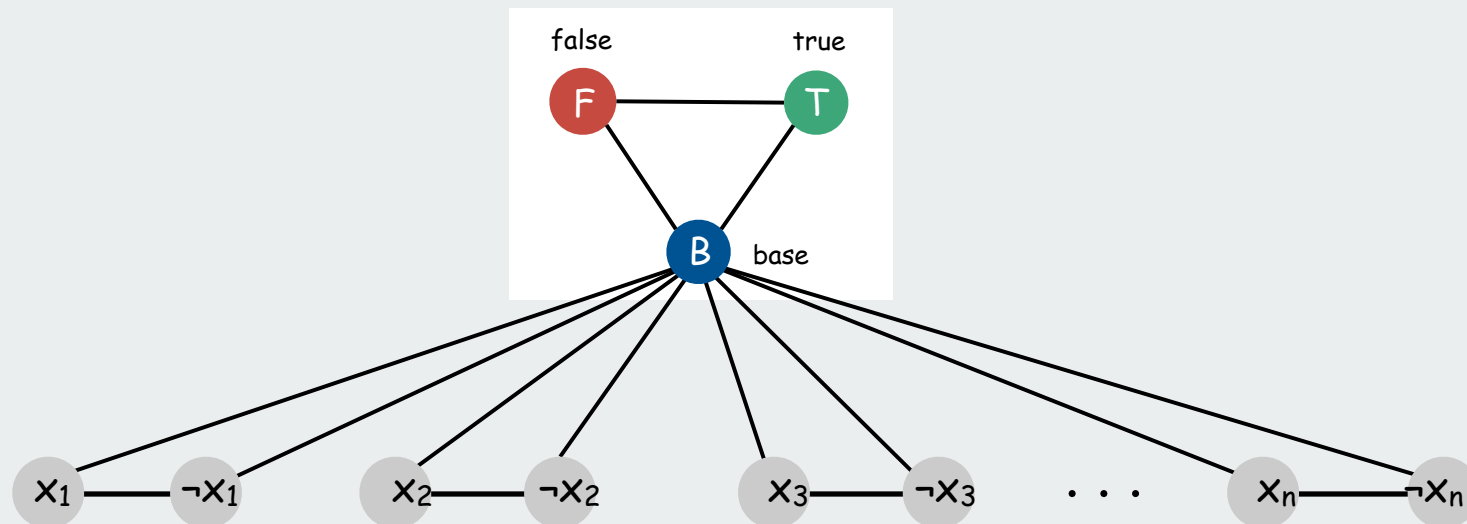 false true
F T
B base
x₁ ¬x₁ x₂ ¬x₂ x₃ ¬x₃ . . . xₙ ¬xₙ